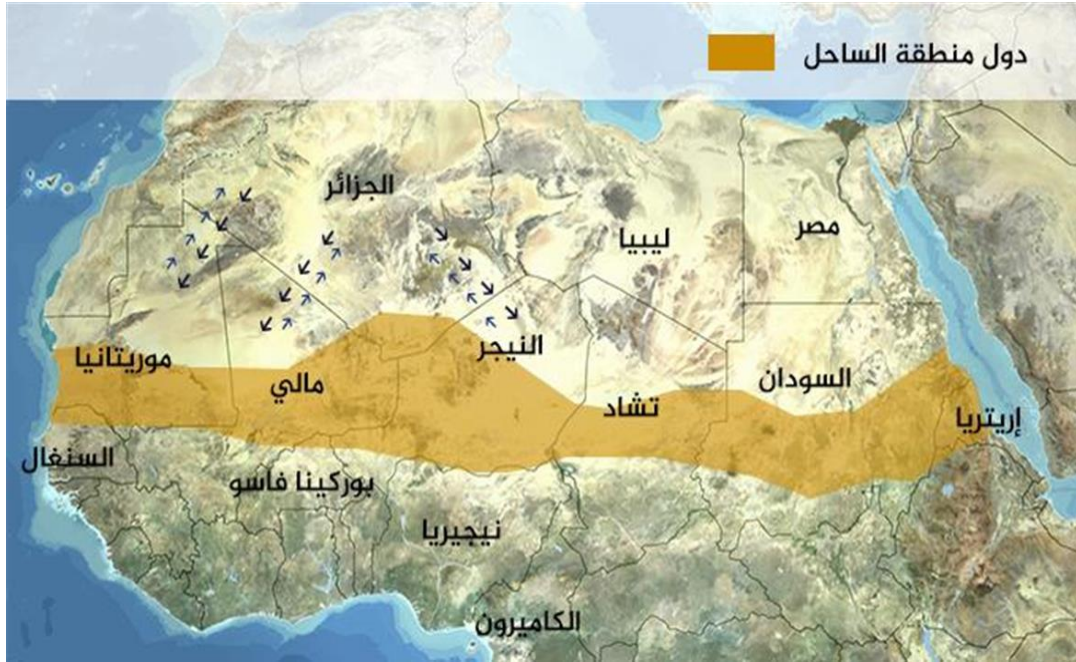 دول منطقة الساحل
الجزائر
ليبيا
مصر
موريتانيا
مالي
النيجر
تشاد
السودان
إريتريا
السنغال
بوركينا فاسو
نيجيريا
الكاميرون